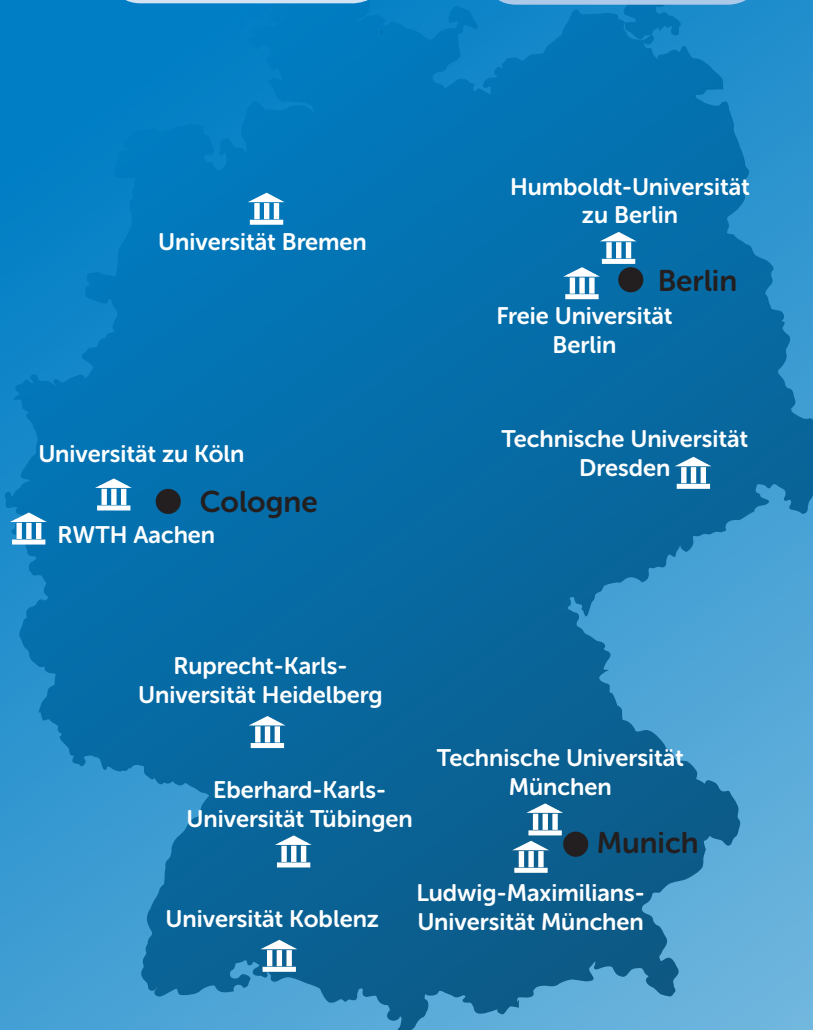 Humboldt-Universität
zu Berlin
Universität Bremen
Berlin
Freie Universität
Berlin
Technische Universität
Dresden
Universität zu Köln
Cologne
RWTH Aachen
Ruprecht-Karls-
Universität Heidelberg
Technische Universität
München
Eberhard-Karls-
Universität Tübingen
Munich
Ludwig-Maximilians-
Universität München
Universität Koblenz